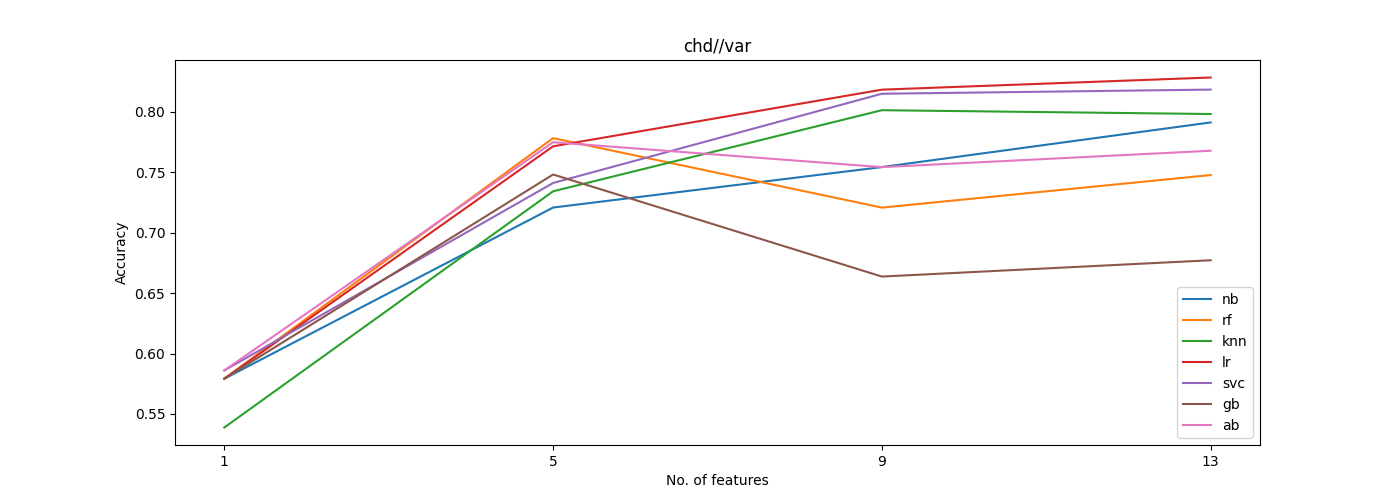 chd//var
Accuracy
0.80
0.75
0.70
0.65
0.60
0.55
1 5 9 13
No. of features
nb
rf
knn
lr
svc
gb
ab